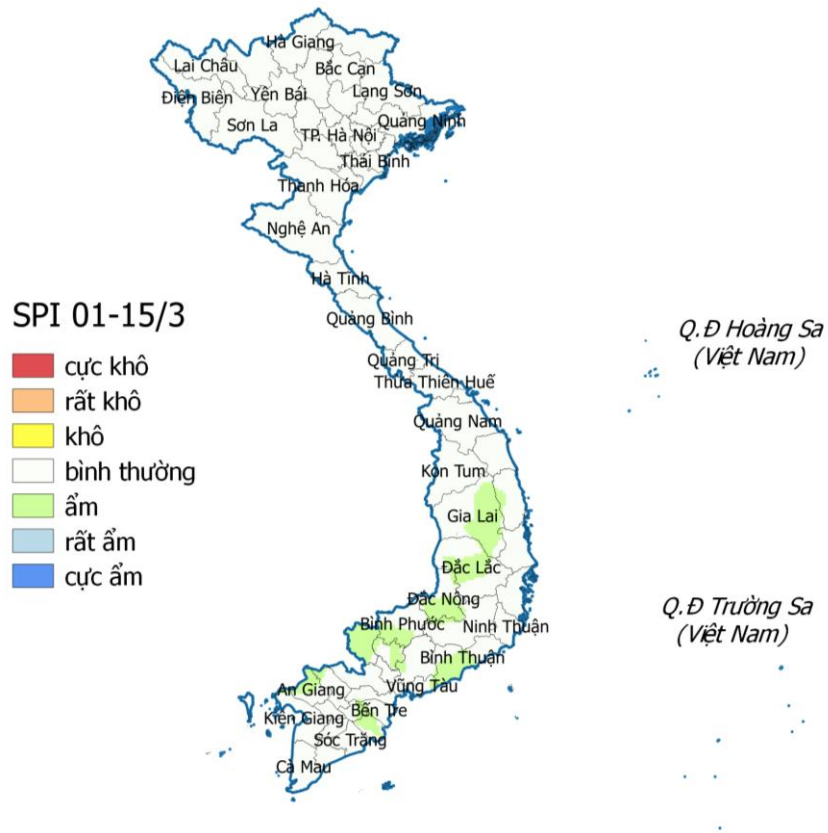 Hà Giang
Lai Châu
Bắc Cạn
Điện Biên
Yên Bái
Lạng Sơn
Sơn La
Quảng Ninh
TP. Hà Nội
Thái Bình
Thanh Hóa
Nghệ An
Hà Tĩnh
SPI 01-15/3
cực khô
rất khô
khô
bình thường
ẩm
rất ẩm
cực ẩm
Quảng Bình
Q.Đ Hoàng Sa
(Việt Nam)
Quảng Trị
Thừa Thiên Huế
Quảng Nam
Kon Tum
Gia Lai
Đắc Lắc
Đắc Nông
Q.Đ Trường Sa
(Việt Nam)
Bình Phước
Ninh Thuận
Bình Thuận
An Giang
Vũng Tàu
Kiên Giang
Bến Tre
Sóc Trăng
Cà Mau